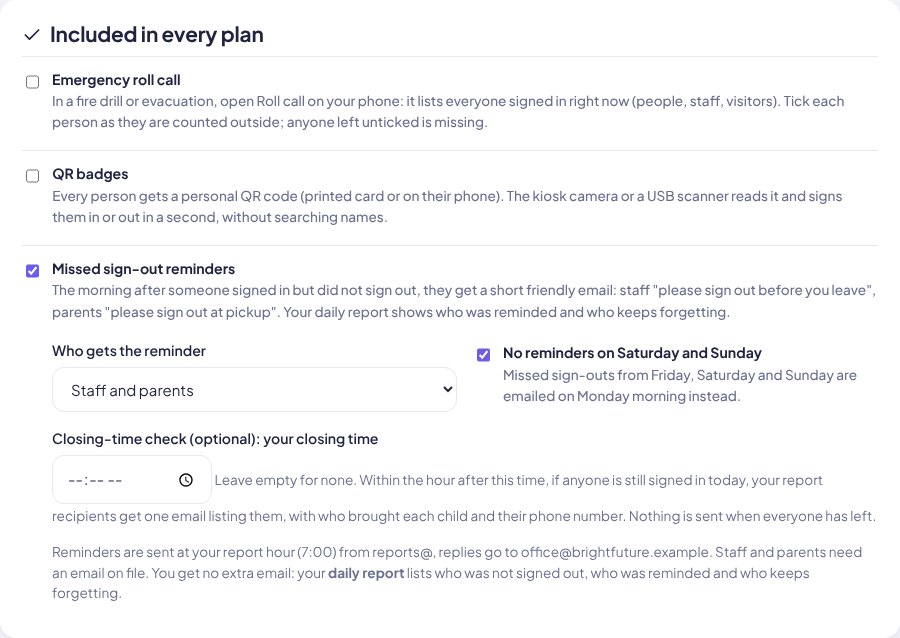 Included in every plan
Emergency roll call
In a fire drill or evacuation, open Roll call on your phone: it lists everyone signed in right now (people, staff, visitors). Tick each
person as they are counted outside; anyone left unticked is missing.
QR badges
Every person gets a personal QR code (printed card or on their phone). The kiosk camera or a USB scanner reads it and signs
them in or out in a second, without searching names.
Missed sign-out reminders
The morning after someone signed in but did not sign out, they get a short friendly email: staff "please sign out before you leave",
parents "please sign out at pickup". Your daily report shows who was reminded and who keeps forgetting.
Who gets the reminder
Staff and parents
No reminders on Saturday and Sunday
Missed sign-outs from Friday, Saturday and Sunday are
emailed on Monday morning instead.
Closing-time check (optional): your closing time
--:-- --
Leave empty for none. Within the hour after this time, if anyone is still signed in today, your report
recipients get one email listing them, with who brought each child and their phone number. Nothing is sent when everyone has left.
Reminders are sent at your report hour (7:00) from reports@, replies go to office@brightfuture.example. Staff and parents need
an email on file. You get no extra email: your daily report lists who was not signed out, who was reminded and who keeps
forgetting.